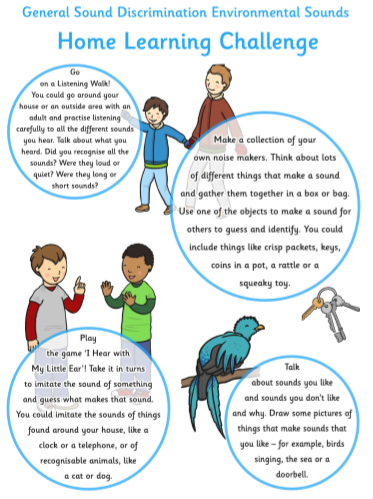 General Sound Discrimination Environmental Sounds
Home Learning Challenge
Go
on a Listening Walk!
You could go around your
house or an outside area with an
adult and practise listening
carefully to all the different sounds
you hear. Talk about what you
heard. Did you recognise all the
sounds? Were they loud or
quiet? Were they long or
short sounds?
Make a collection of your
own noise makers. Think about lots
of different things that make a sound
and gather them together in a box or bag.
Use one of the objects to make a sound for
others to guess and identify. You could
include things like crisp packets, keys,
coins in a pot, a rattle or a
squeaky toy.
Play
the game 'I Hear with
My Little Ear'! Take it in turns
to imitate the sound of something
and guess what makes that sound.
You could imitate the sounds of things
found around your house, like a
clock or a telephone, or of
recognisable animals, like
a cat or dog.
Talk
about sounds you like
and sounds you don't like
and why. Draw some pictures of
things that make sounds that
you like – for example, birds
singing, the sea or a
doorbell.